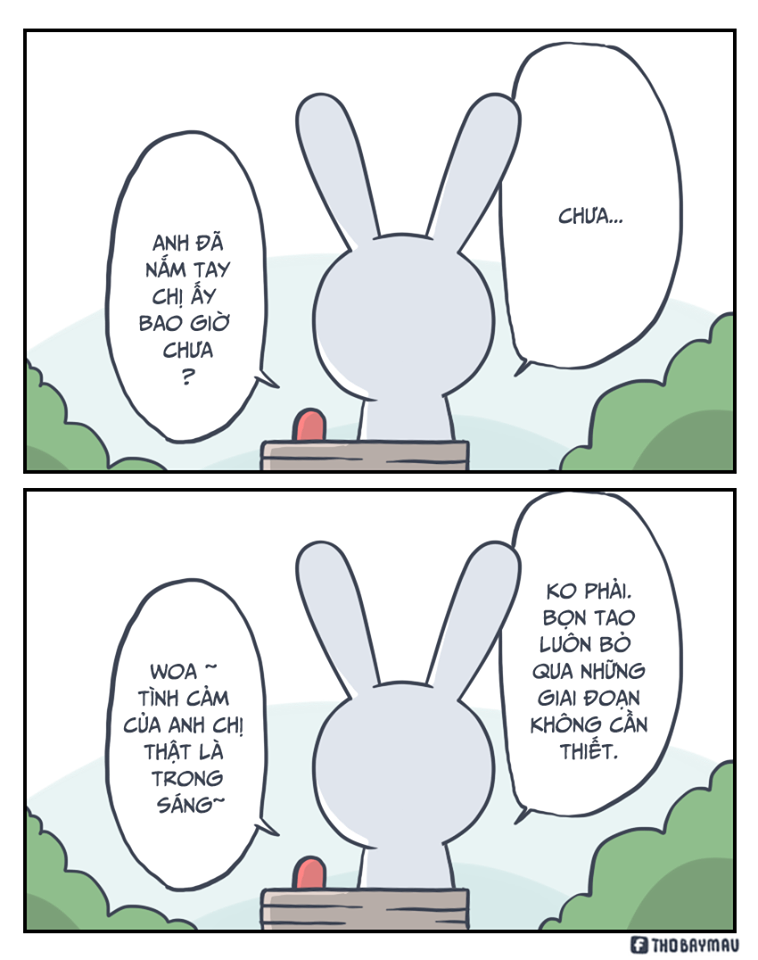 ANH ĐÃ
NẮM TAY
CHỊ ẤY
BAO GIỜ
CHƯA
?
CHƯA...
WOA ~
TÌNH CẢM
CỦA ANH CHỊ
THẬT LÀ
TRONG
SÁNG~
KO PHẢI.
BỌN TAO
LUÔN BỎ
QUA NHỮNG
GIAI ĐOẠN
KHÔNG CẦN
THIẾT.
f THOBAYMAU